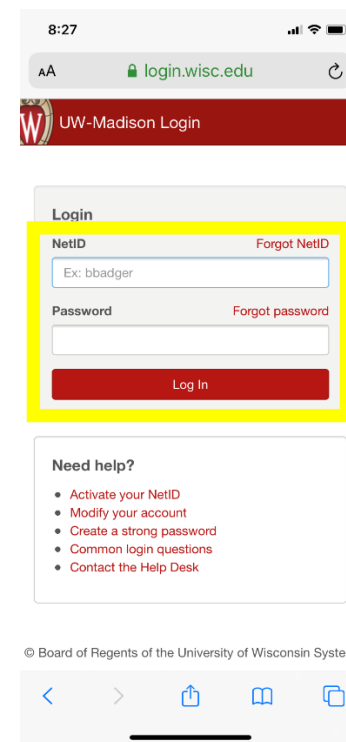 8:27
AA login.wisc.edu
W UW-Madison Login
Login
NetID Forgot NetID
Ex: bbadger
Password Forgot password
Log In
Need help?
Activate your NetID
Modify your account
Create a strong password
Common login questions
Contact the Help Desk
© Board of Regents of the University of Wisconsin Syste